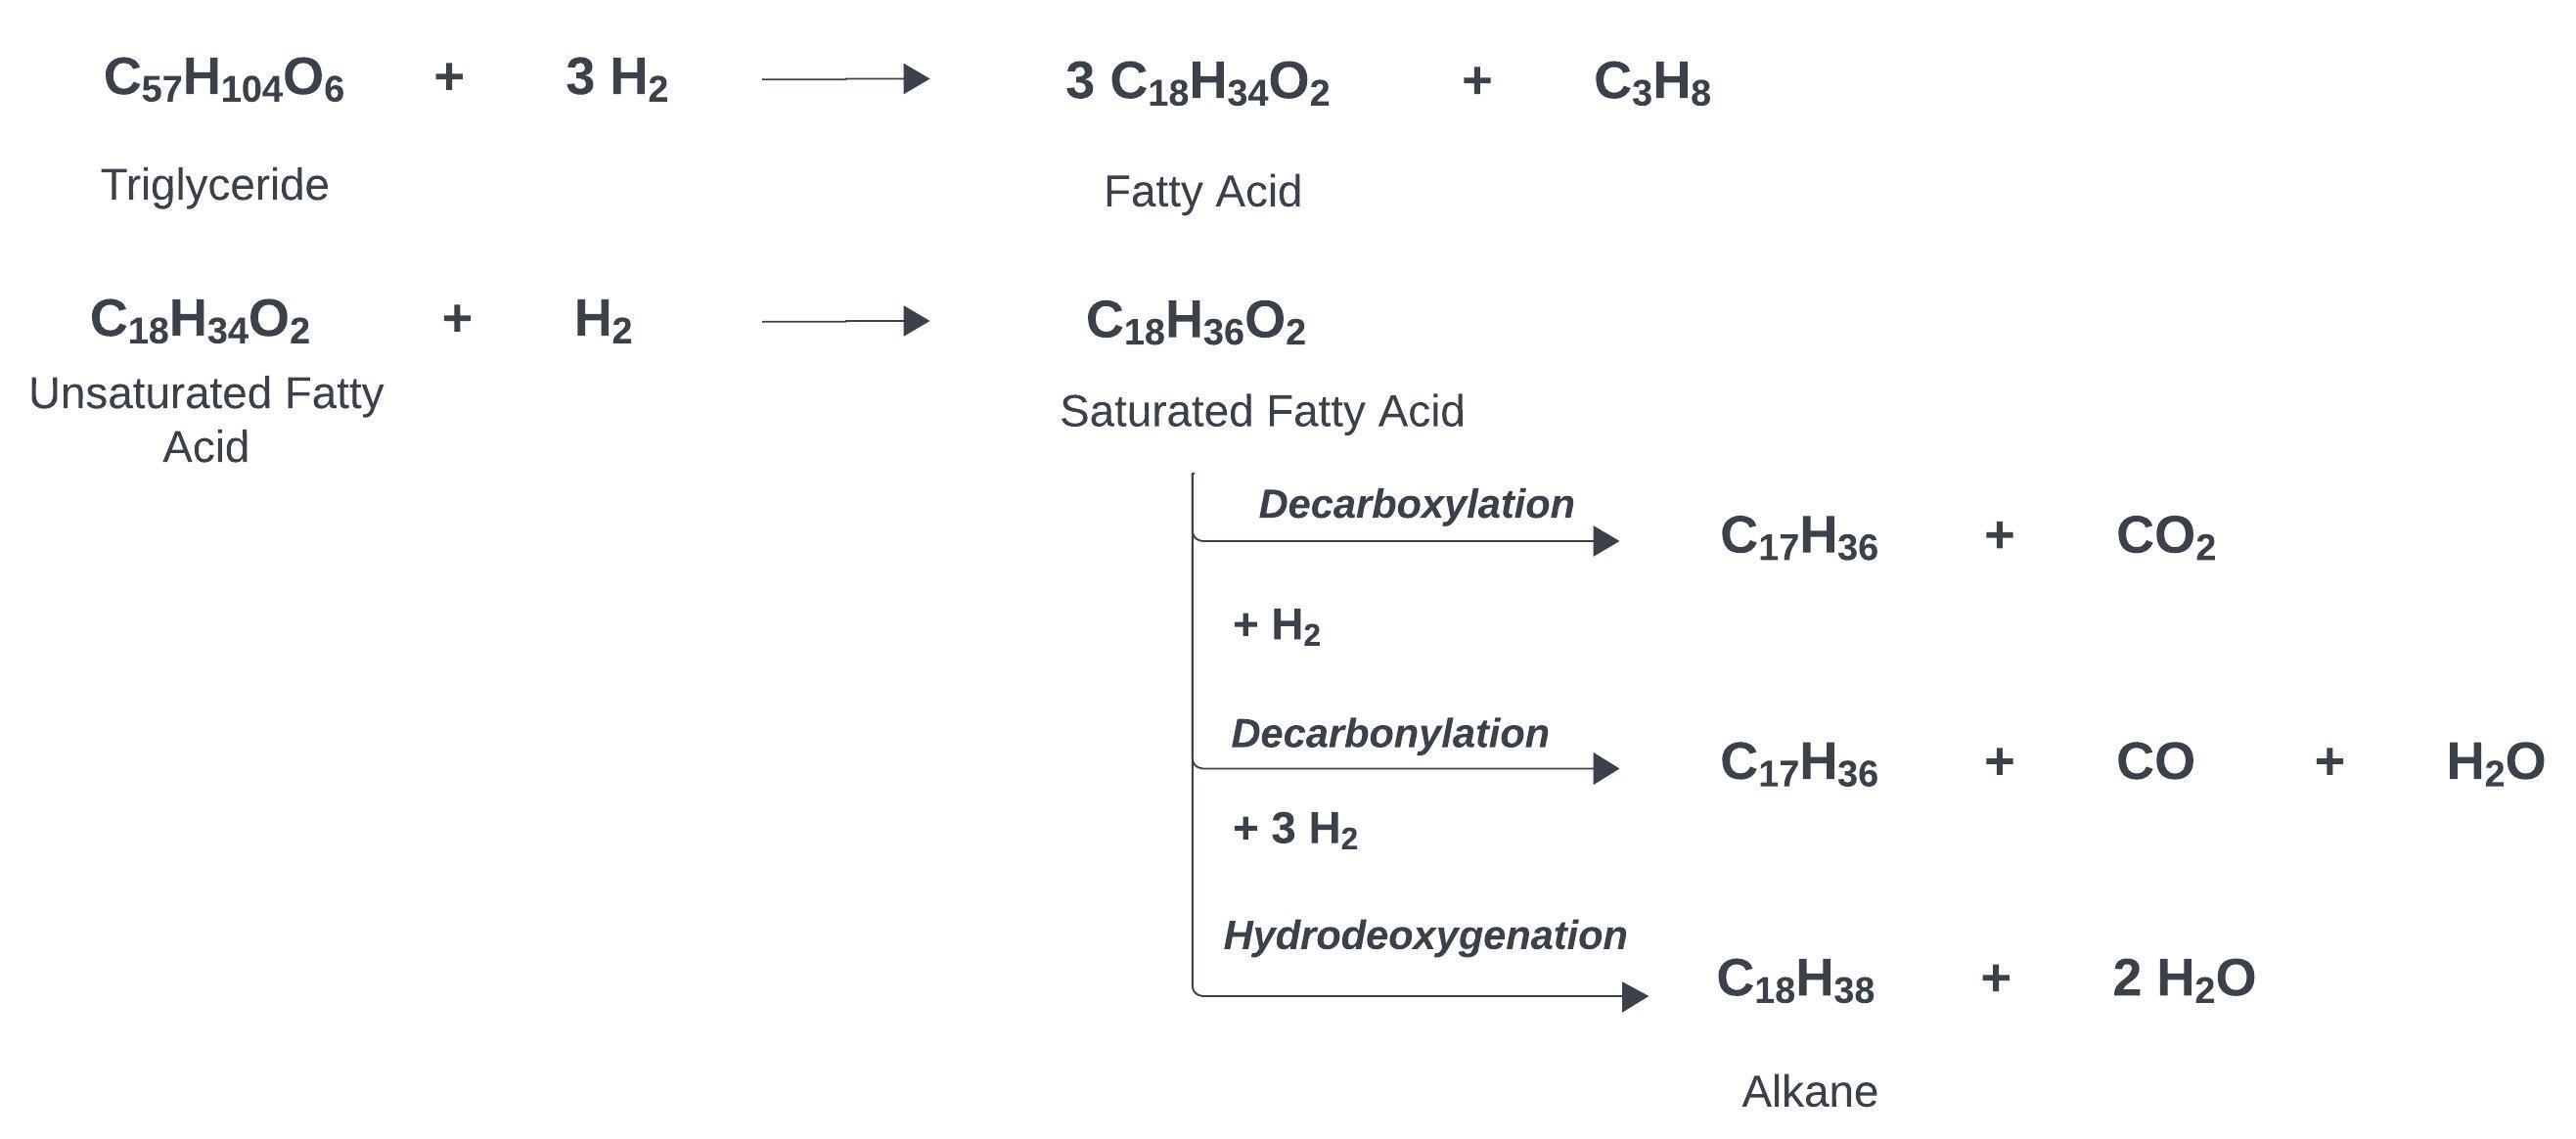 C₅₇H₁₀₄O₆ + 3 H₂ 3 C₁₈H₃₄O₂ + C₃H₈
Triglyceride Fatty Acid
C₁₈H₃₄O₂ + H₂ C₁₈H₃₆O₂
Unsaturated Fatty
Acid
Saturated Fatty Acid
Decarboxylation
C₁₇H₃₆ + CO₂
+ H₂
Decarbonylation
C₁₇H₃₆ + CO + H₂O
+ 3 H₂
Hydrodeoxygenation
C₁₈H₃₈ + 2 H₂O
Alkane